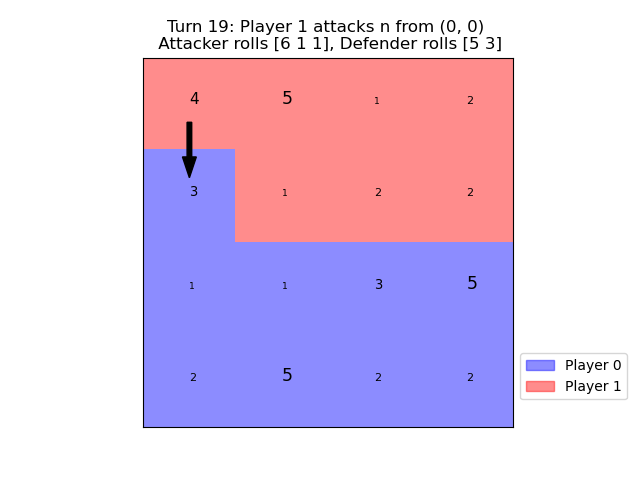 Turn 19: Player 1 attacks n from (0, 0)
Attacker rolls [6 1 1], Defender rolls [5 3]
4 5 1 2
3 1 2 2
1 1 3 5
2 5 2 2
Player 0
Player 1